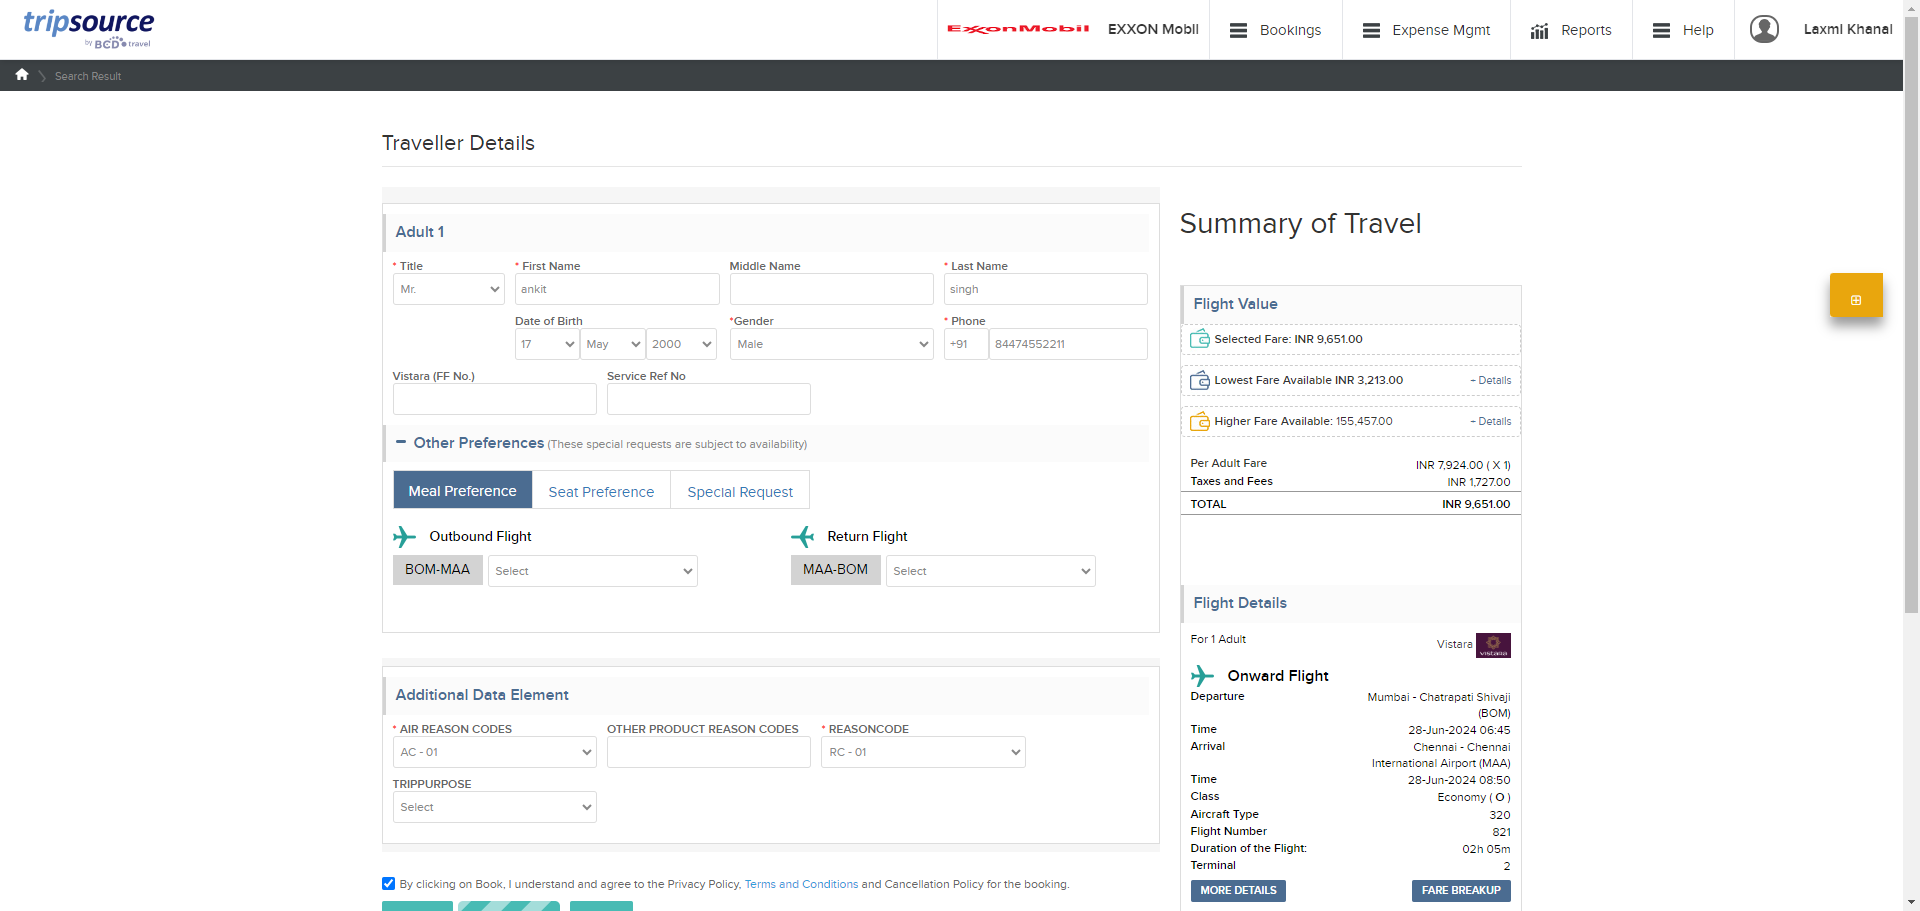 tripsource
by BCD travel
ExxonMobil
EXXON Mobil
Bookings
Expense Mgmt
Reports
Help
Laxmi Khanal
Search Result
Traveller Details
Adult 1
* Title
* First Name
Middle Name
* Last Name
Mr.
ankit
singh
Date of Birth
*Gender
* Phone
17
May
2000
Male
+91
84474552211
Vistara (FF No.)
Service Ref No
Other Preferences (These special requests are subject to availability)
Meal Preference
Seat Preference
Special Request
Outbound Flight
Return Flight
BOM-MAA
Select
MAA-BOM
Select
Additional Data Element
* AIR REASON CODES
OTHER PRODUCT REASON CODES
* REASONCODE
AC - 01
RC - 01
TRIPPURPOSE
Select
By clicking on Book, I understand and agree to the Privacy Policy, Terms and Conditions and Cancellation Policy for the booking.
Summary of Travel
Flight Value
Selected Fare: INR 9,651.00
Lowest Fare Available INR 3,213.00
+ Details
Higher Fare Available: 155,457.00
+ Details
Per Adult Fare
INR 7,924.00 ( X 1)
Taxes and Fees
INR 1,727.00
TOTAL
INR 9,651.00
Flight Details
For 1 Adult
Vistara
VISTARA
Onward Flight
Departure
Mumbai - Chatrapati Shivaji
(BOM)
Time
28-Jun-2024 06:45
Arrival
Chennai - Chennai
International Airport (MAA)
Time
28-Jun-2024 08:50
Class
Economy ( O )
Aircraft Type
320
Flight Number
821
Duration of the Flight:
02h 05m
Terminal
2
MORE DETAILS
FARE BREAKUP